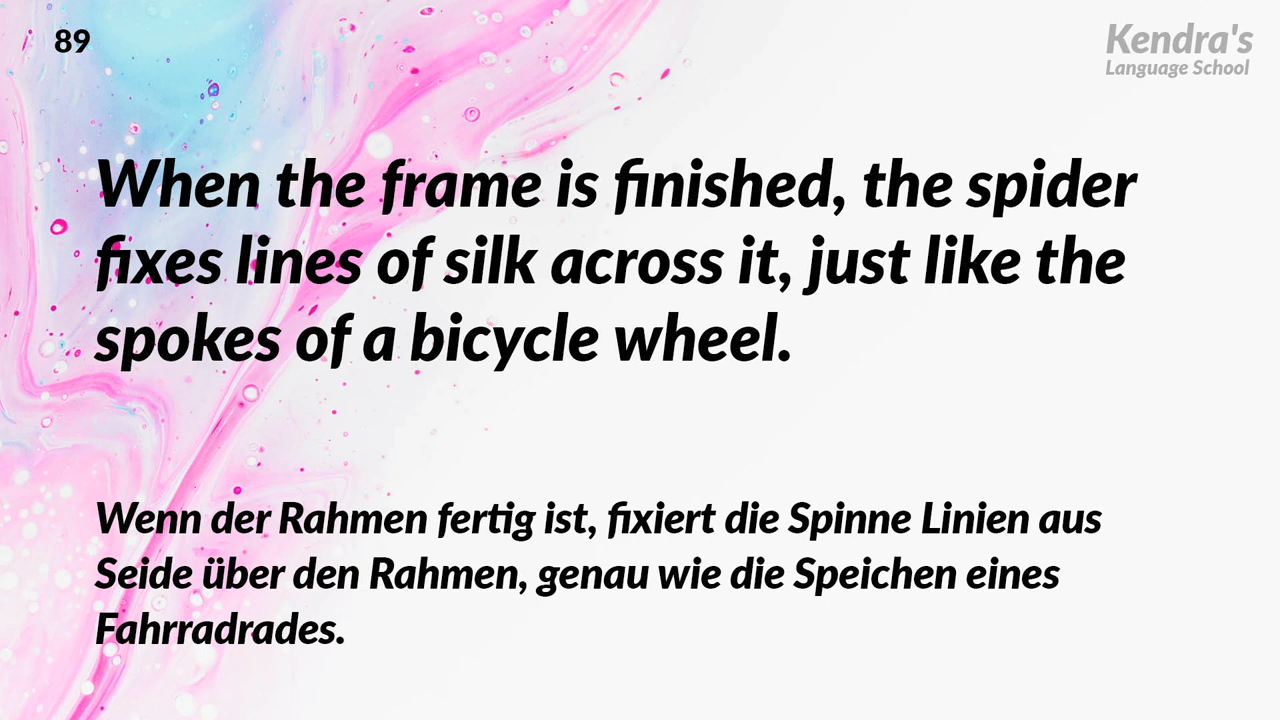 89
Kendra's
Language School
When the frame is finished, the spider
fixes lines of silk across it, just like the
spokes of a bicycle wheel.
Wenn der Rahmen fertig ist, fixiert die Spinne Linien aus
Seide über den Rahmen, genau wie die Speichen eines
Fahrradrades.